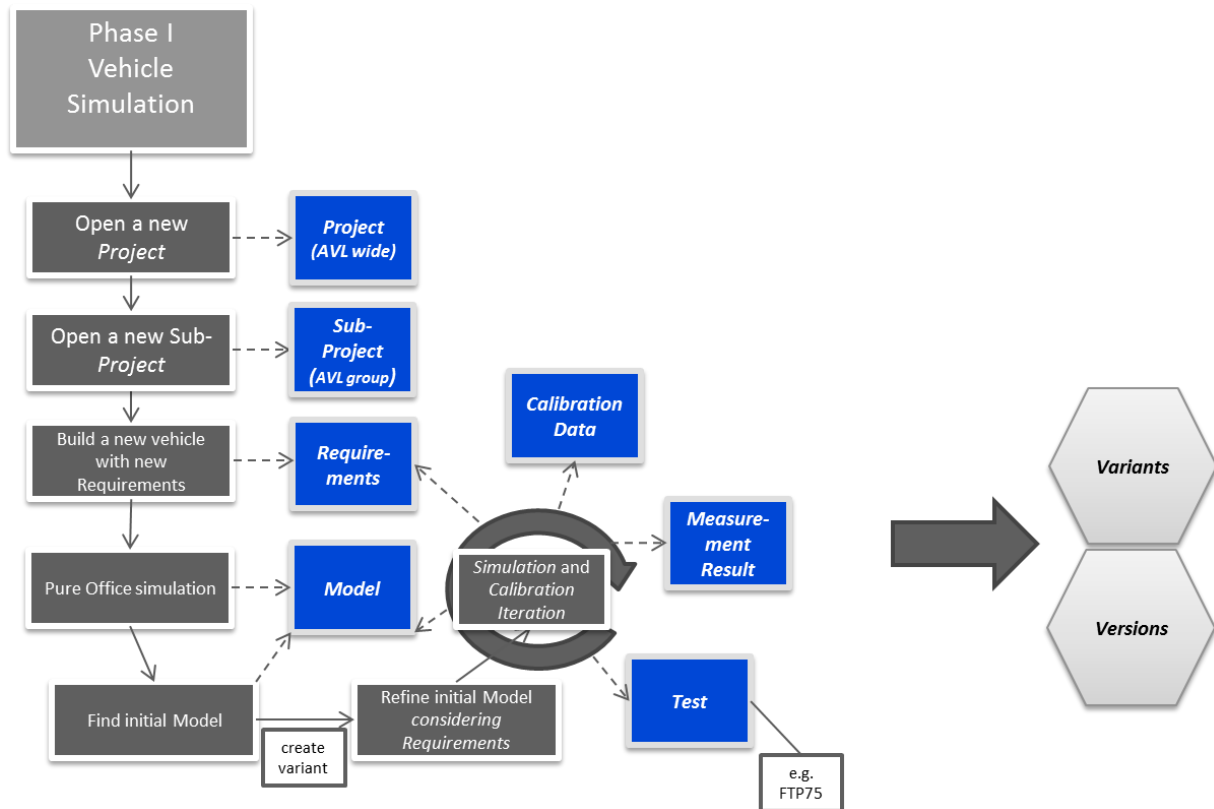 Phase I
Vehicle
Simulation
Open a new
Project
Project
(AVL wide)
Open a new Sub-
Project
Sub-
Project
(AVL group)
Build a new vehicle
with new
Requirements
Require-
ments
Calibration
Data
Pure Office simulation
Model
Simulation and
Calibration
Iteration
Measure-
ment
Result
Find initial Model
create
variant
Refine initial Model
considering
Requirements
Test
e.g.
FTP75
Variants
Versions